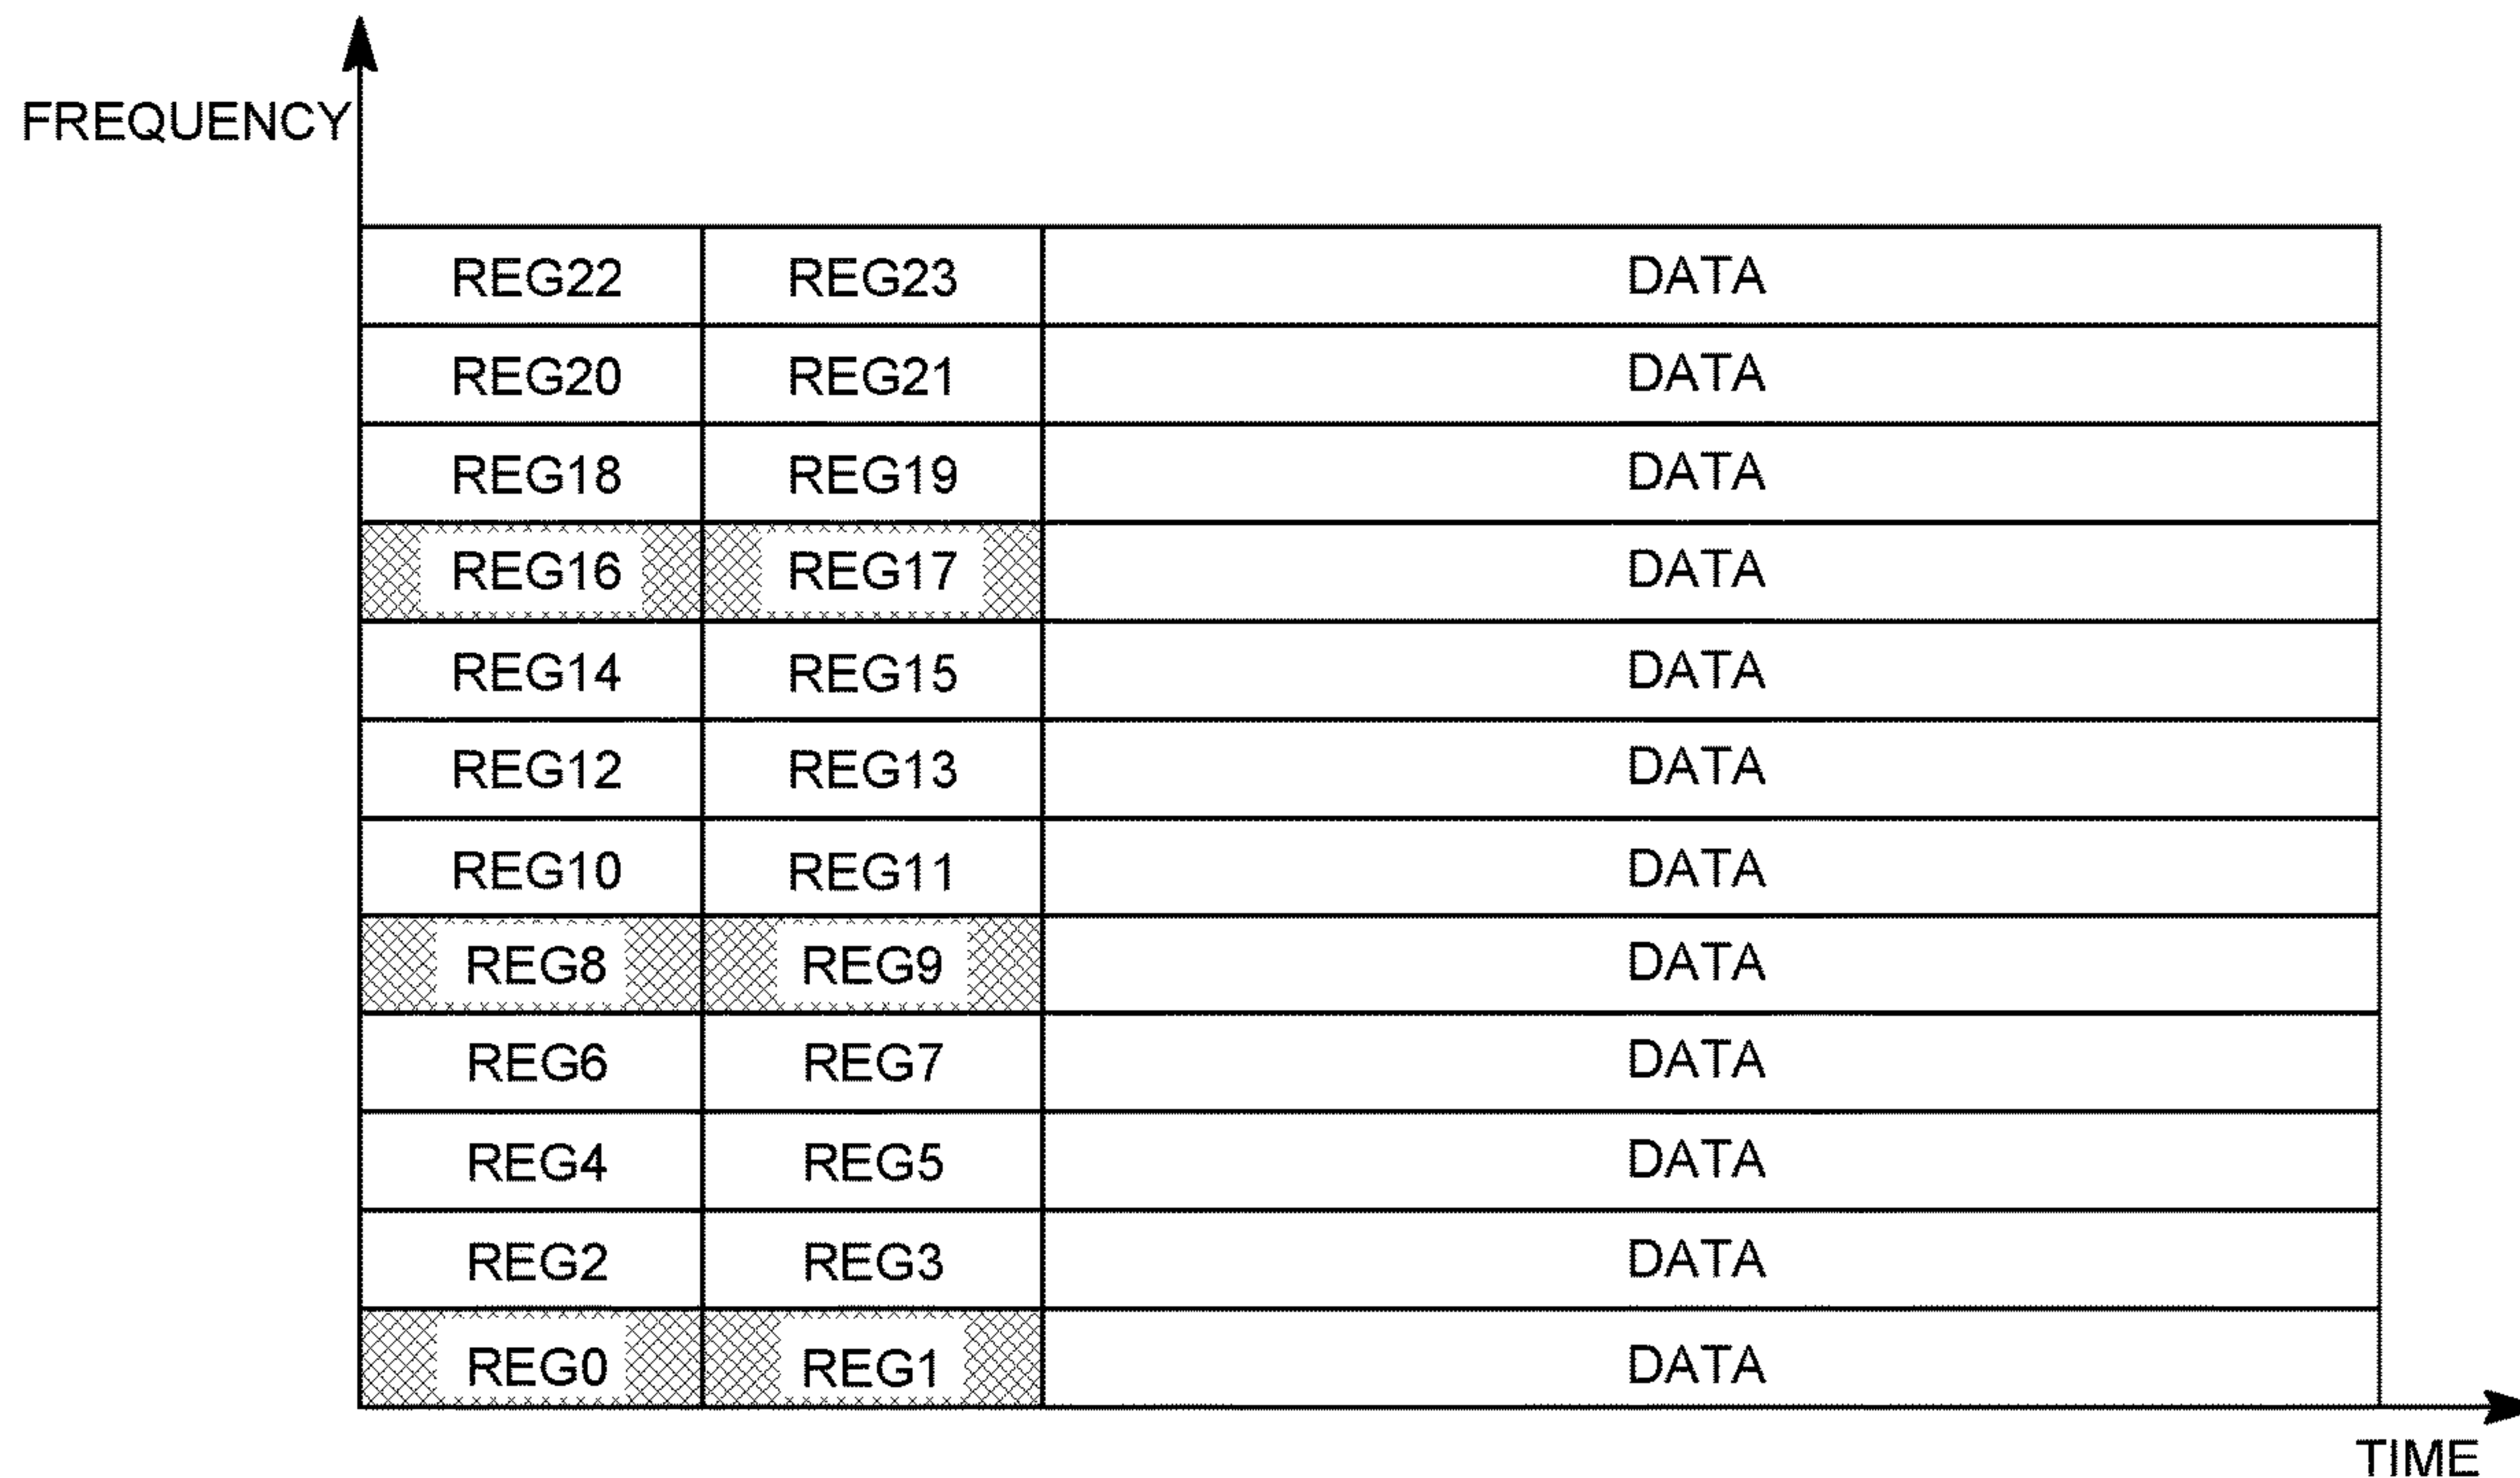 FREQUENCY
REG22 REG23 DATA
REG20 REG21 DATA
REG18 REG19 DATA
REG16 REG17 DATA
REG14 REG15 DATA
REG12 REG13 DATA
REG10 REG11 DATA
REG8 REG9 DATA
REG6 REG7 DATA
REG4 REG5 DATA
REG2 REG3 DATA
REG0 REG1 DATA
TIME